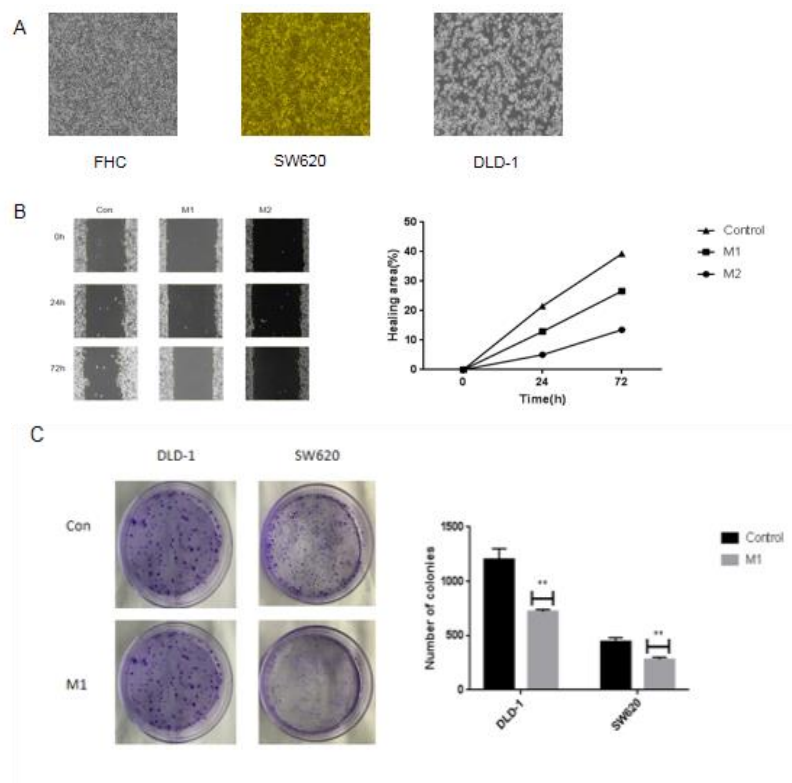 A
FHC
SW620
DLD-1
B
Con M1 M2
0h
24h
72h
50
40
30
20
10
0
Healing area(%)
0 24 72
Time(h)
Control
M1
M2
C
DLD-1 SW620
Con
M1
1500
1000
500
0
Number of colonies
** **
DLD-1 SW620
Control
M1